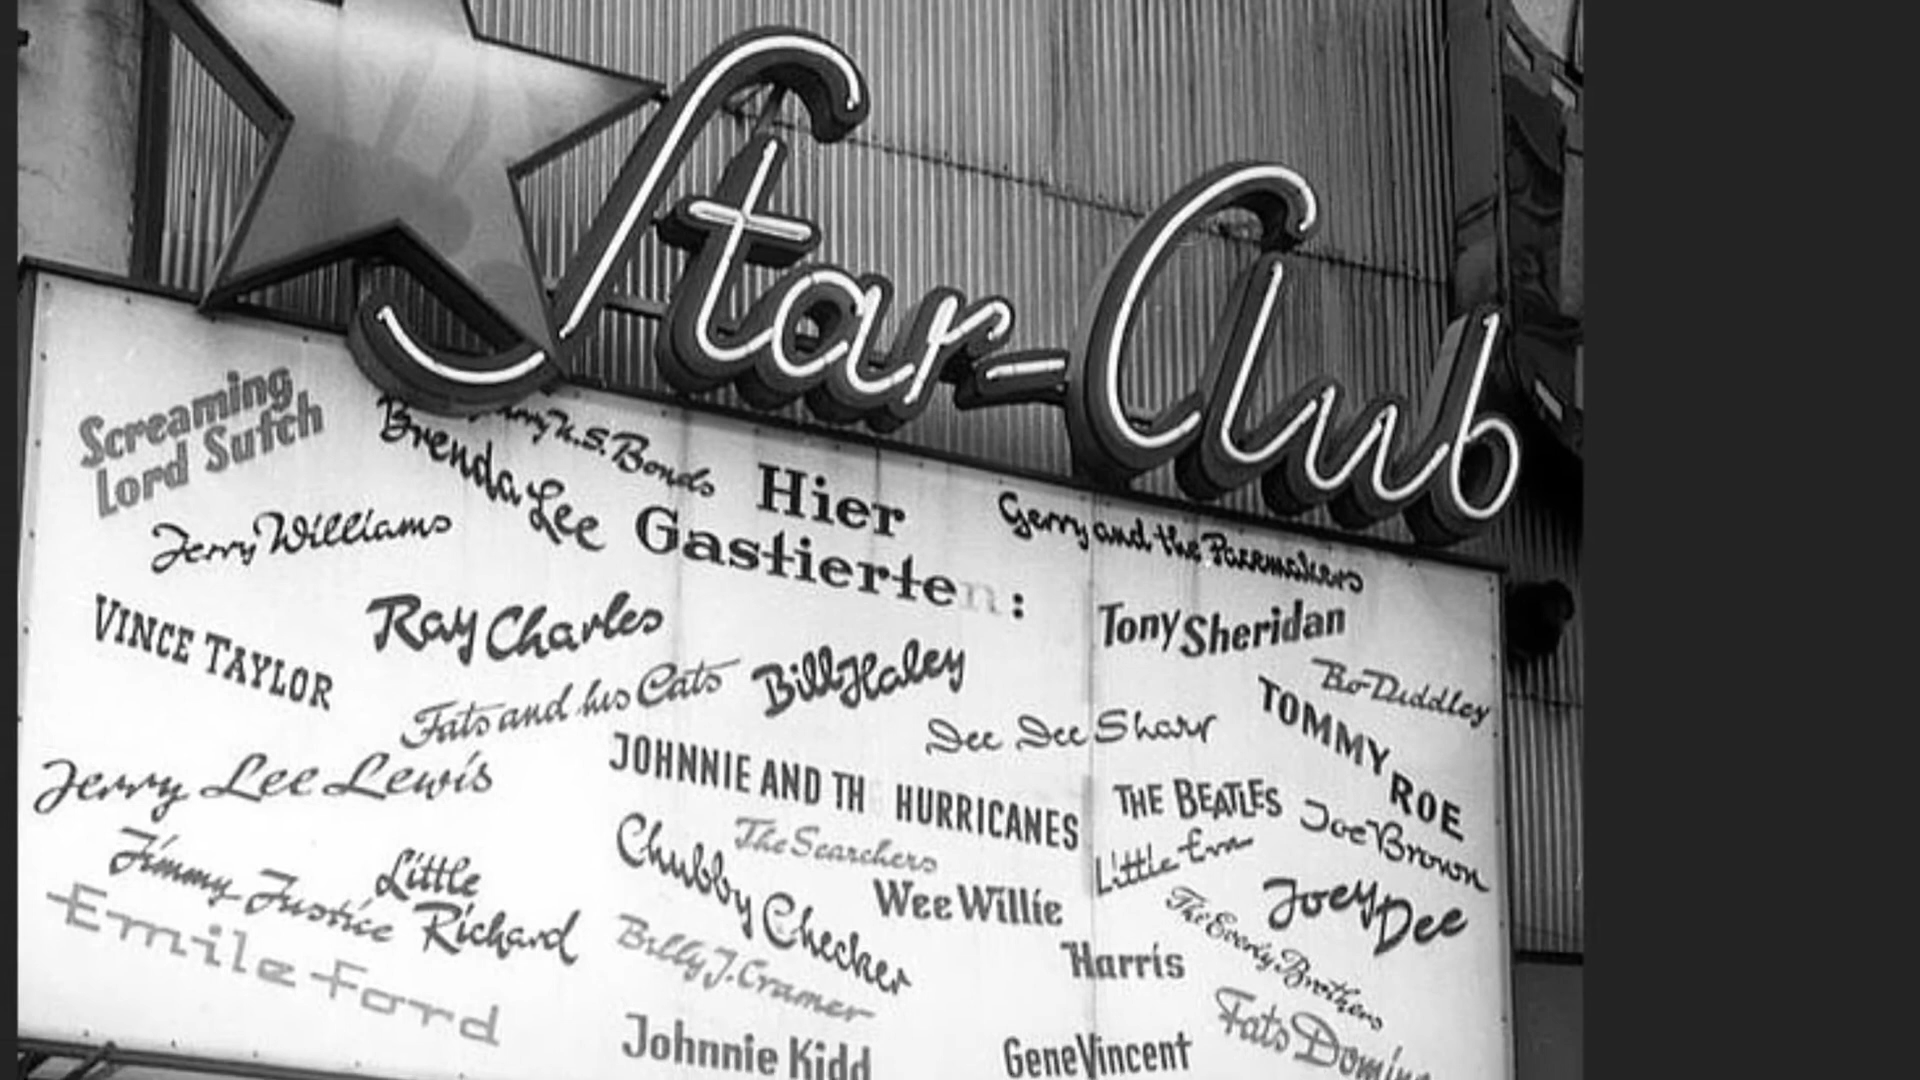 Star-Club
Screaming
Lord Sutch
U.S. Bonds
Brenda Lee
Hier
Gastierten:
Gerry and the Pacemakers
Jerry Williams
Ray Charles
Tony Sheridan
VINCE TAYLOR
Fats and his Cats
Bill Haley
Bo Diddley
TOMMY ROE
Dee Dee Sharp
Jerry Lee Lewis
JOHNNIE AND TH HURRICANES
THE BEATLES
Joe Brown
The Searchers
Little Eva
Jimmy Justice
Little
Richard
Chubby Checker
Wee Willie
Harris
Joey Dee
The Everly Brothers
Emile Ford
Billy J. Cramer
Fats Domin
Johnnie Kidd
Gene Vincent